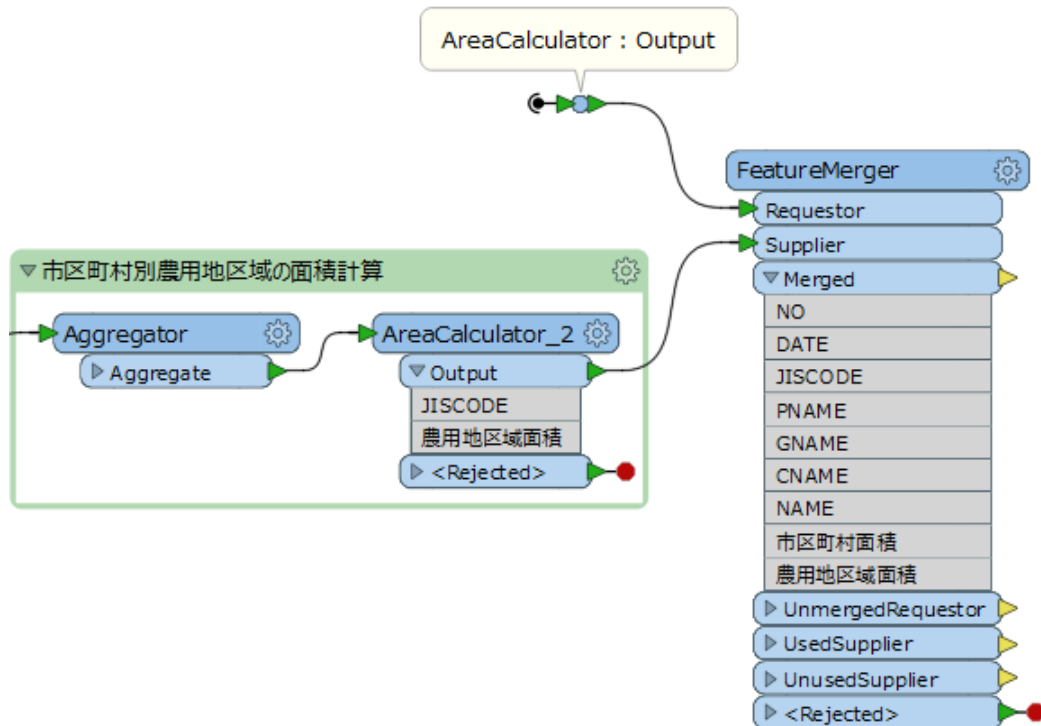 AreaCalculator : Output
FeatureMerger
Requestor
Supplier
Merged
NO
DATE
JISCODE
PNAME
GNAME
CNAME
NAME
市区町村面積
農用地区域面積
UnmergedRequestor
UsedSupplier
UnusedSupplier
<Rejected>
市区町村別農用地区域の面積計算
Aggregator
Aggregate
AreaCalculator_2
Output
JISCODE
農用地区域面積
<Rejected>